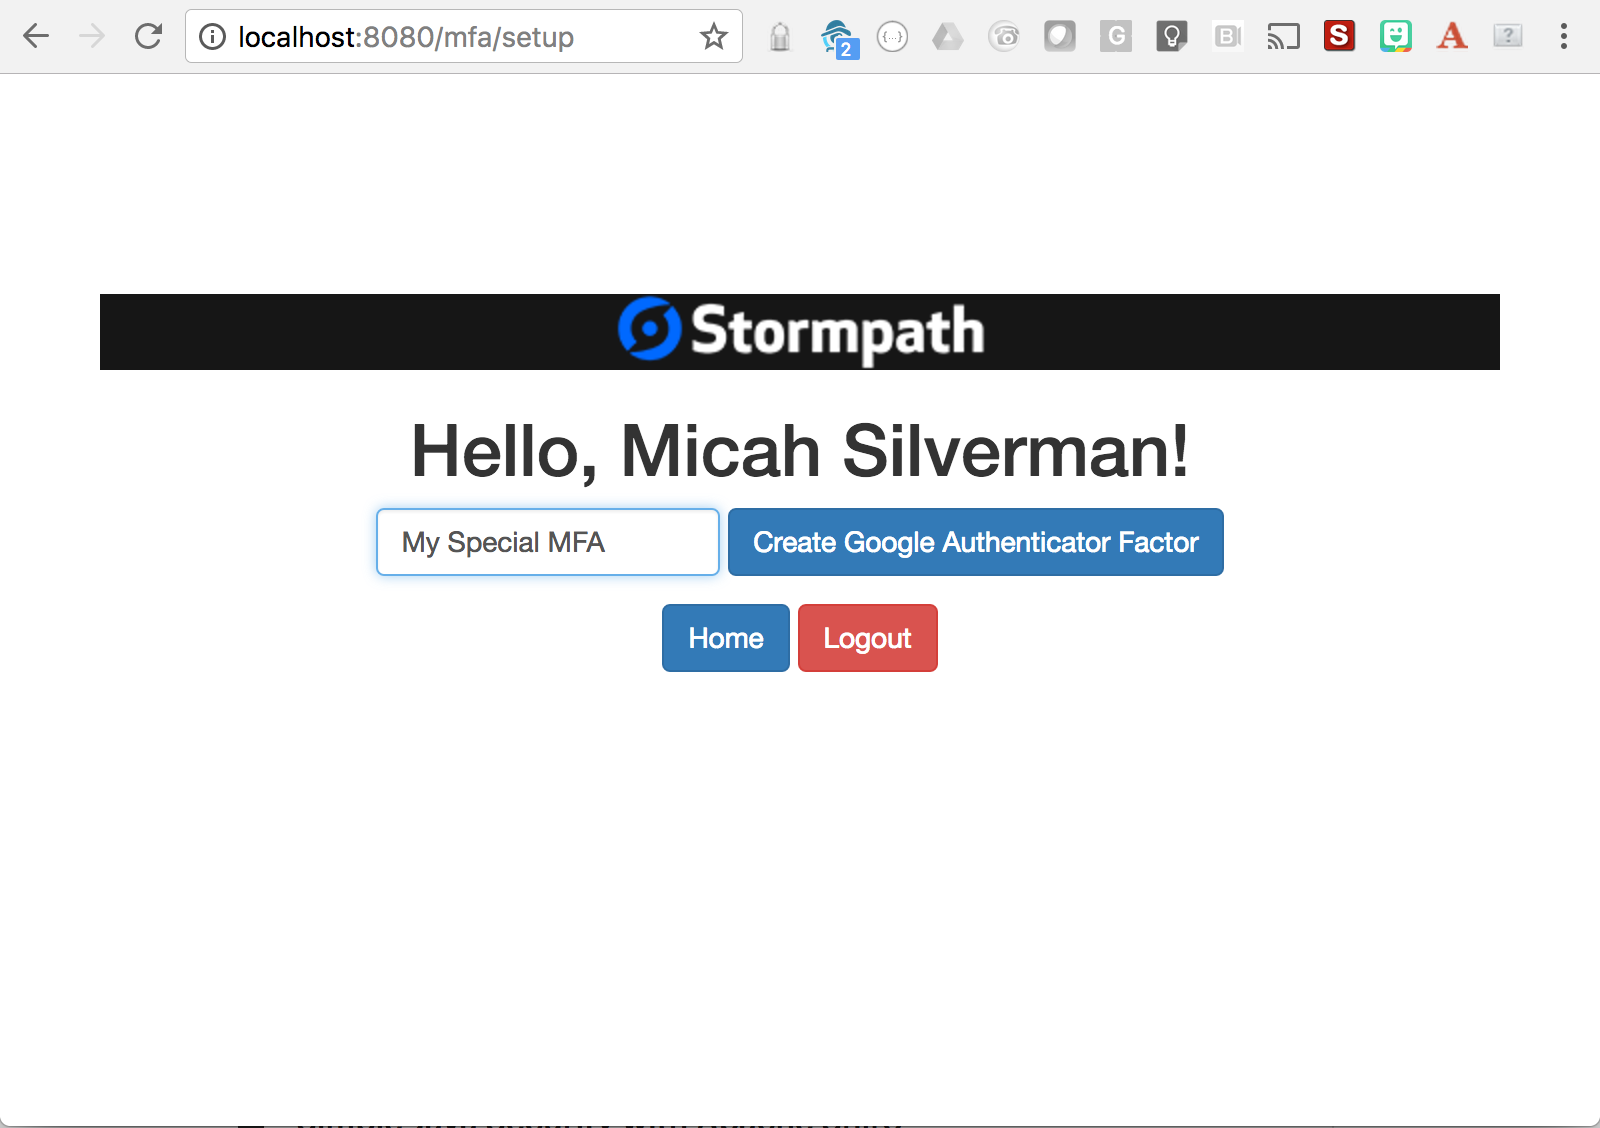 localhost:8080/mfa/setup
2
{...}
G
B
S
A
?
Stormpath
Hello, Micah Silverman!
My Special MFA
Create Google Authenticator Factor
Home
Logout